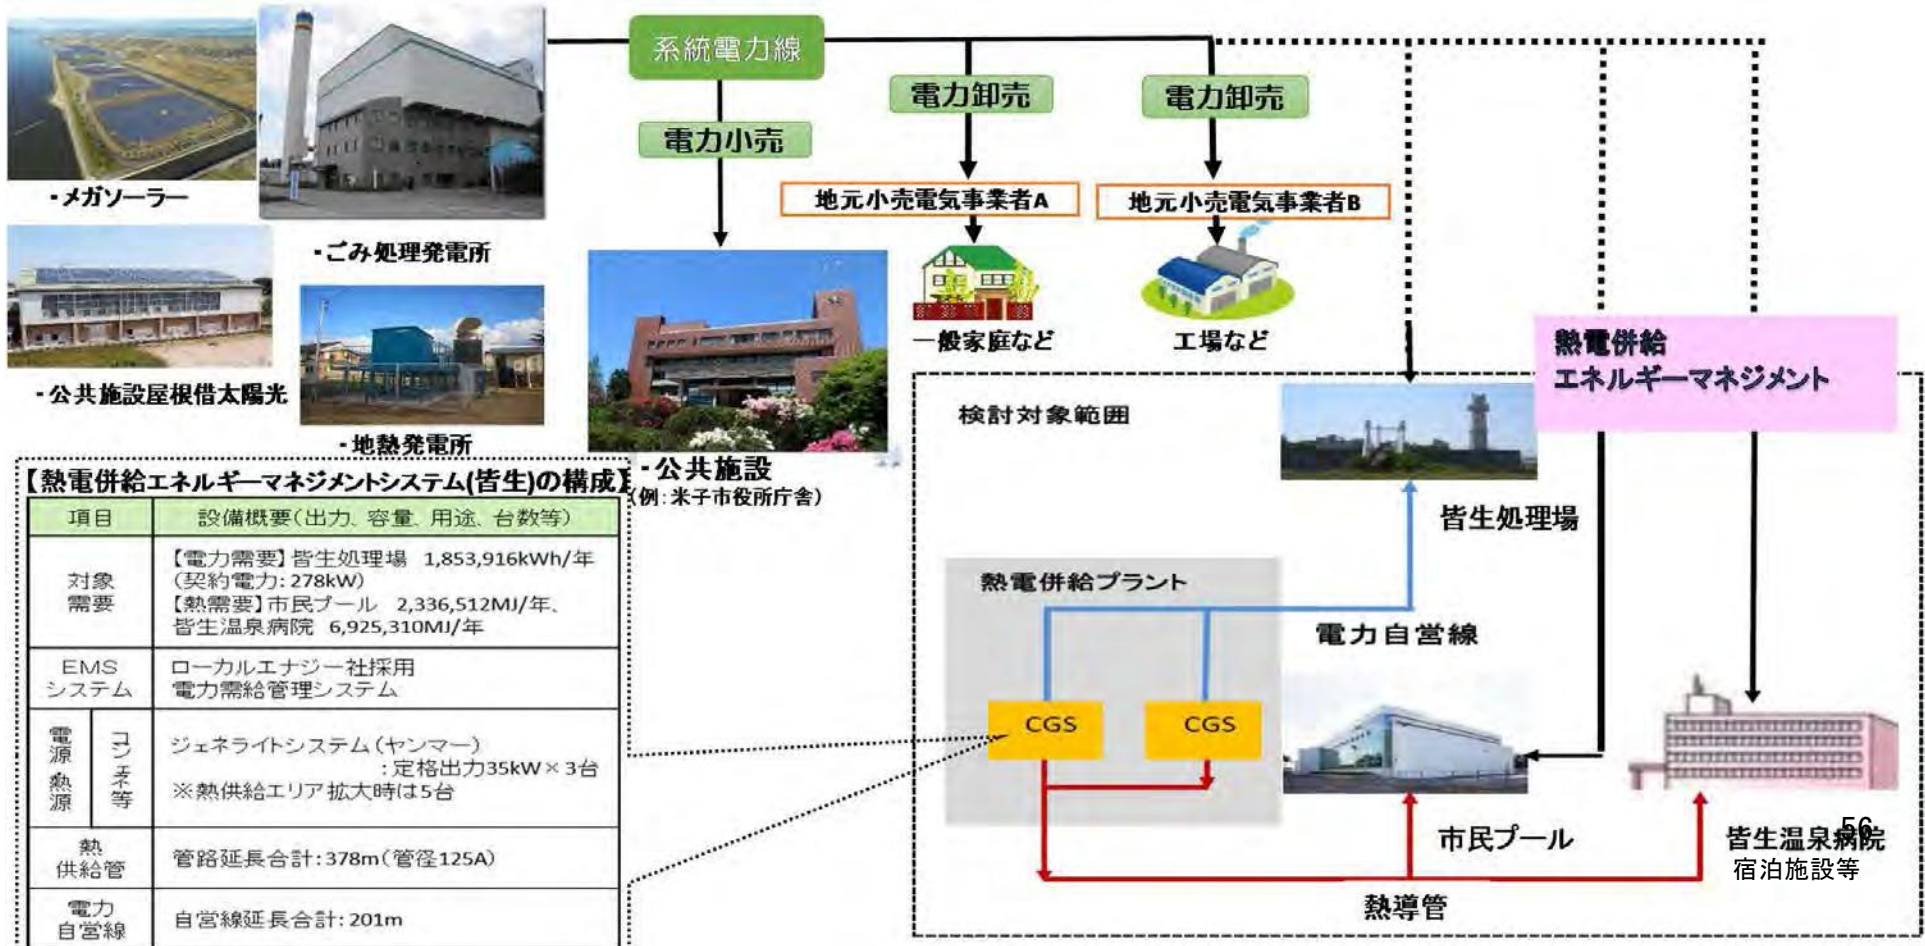 系統電力線
電力小売
電力卸売
電力卸売
地元小売電気事業者A
地元小売電気事業者B
・メガソーラー
・ごみ処理発電所
・公共施設屋根借太陽光
・地熱発電所
・公共施設
(例：米子市役所庁舎)
一般家庭など
工場など
熱電併給
エネルギーマネジメント
検討対象範囲
皆生処理場
熱電併給プラント
電力自営線
CGS
CGS
市民プール
皆生温泉病院
宿泊施設等
56
熱導管
【熱電併給エネルギーマネジメントシステム(皆生)の構成】
項目
設備概要(出力、容量、用途、台数等)
対象
需要
【電力需要】皆生処理場 1,853,916kWh/年
(契約電力：278kW)
【熱需要】市民プール 2,336,512MJ/年、
皆生温泉病院 6,925,310MJ/年
EMS
システム
ローカルエナジー社採用
電力需給管理システム
電源 熱源
コジェネ等
ジェネライトシステム(ヤンマー)
：定格出力35kW×3台
※熱供給エリア拡大時は5台
熱
供給管
管路延長合計：378m(管径125A)
電力
自営線
自営線延長合計：201m